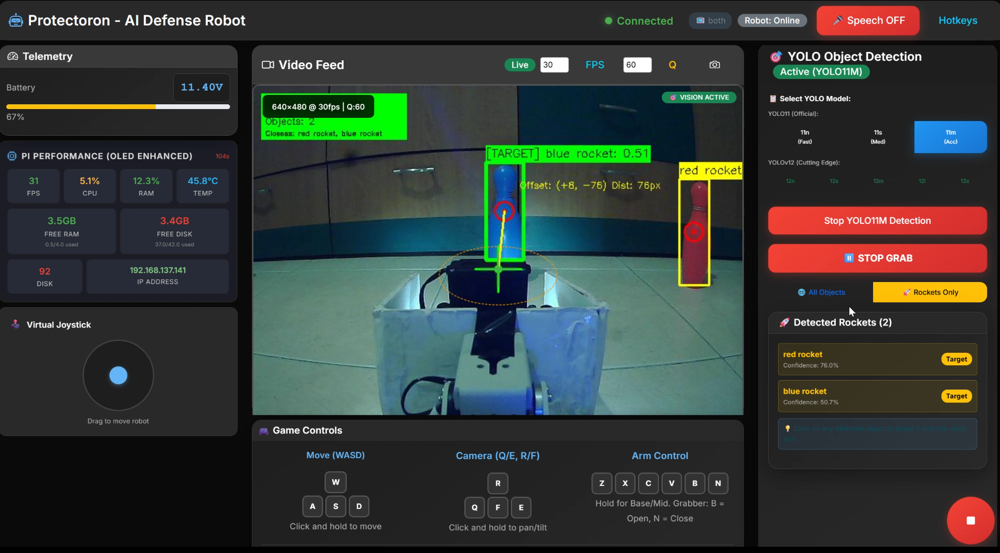 Protectoron - AI Defense Robot
Connected
both
Robot: Online
Speech OFF
Hotkeys
Telemetry
Battery
11.40V
67%
PI PERFORMANCE (OLED ENHANCED)
104s
31
FPS
5.1%
CPU
12.3%
RAM
45.8°C
TEMP
3.5GB
FREE RAM
0.5/4.0 used
3.4GB
FREE DISK
37.0/42.0 used
92
DISK
192.168.137.141
IP ADDRESS
Virtual Joystick
Drag to move robot
Video Feed
Live
30
FPS
60
Q
640×480 @ 30fps | Q:60
Objects: 2
Classes: red rocket, blue rocket
VISION ACTIVE
[TARGET] blue rocket: 0.51
Offset: (+8, -76) Dist: 76px
red rocket
Game Controls
Move (WASD)
W
A S D
Click and hold to move
Camera (Q/E, R/F)
R
Q F E
Click and hold to pan/tilt
Arm Control
Z X C V B N
Hold for Base/Mid. Grabber: B =
Open, N = Close
YOLO Object Detection
Active (YOLO11M)
Select YOLO Model:
YOLO11 (Official):
11n
(Fast)
11s
(Med)
11m
(Acc)
YOLOv12 (Cutting Edge):
12n 12s 12m 12l 12x
Stop YOLO11M Detection
STOP GRAB
All Objects
Rockets Only
Detected Rockets (2)
red rocket
Confidence: 76.0%
Target
blue rocket
Confidence: 50.7%
Target
Click on any detected object to target it with the robot
arm